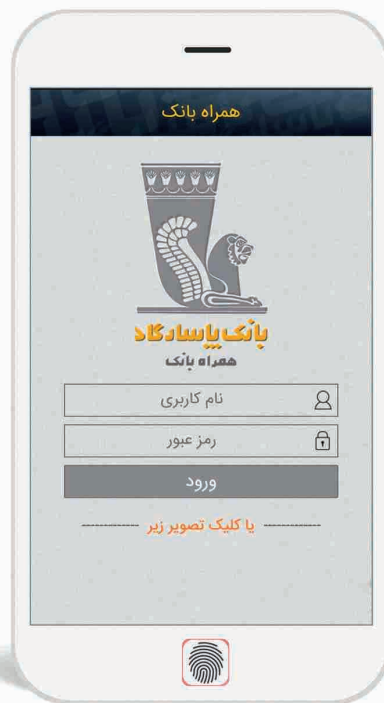 همراه بانک
بانک پاسارگاد
همراه بانک
نام کاربری
رمز عبور
ورود
یا کلیک تصویر زیر